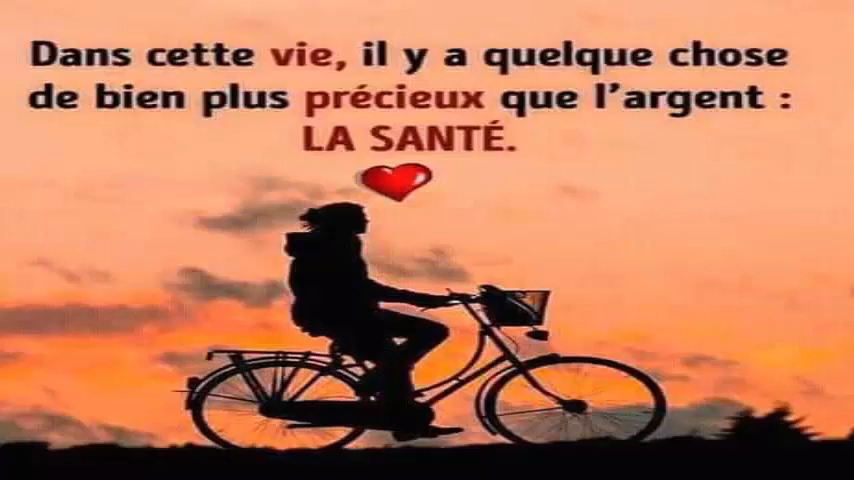 Dans cette vie, il y a quelque chose
de bien plus précieux que l'argent :
LA SANTÉ.